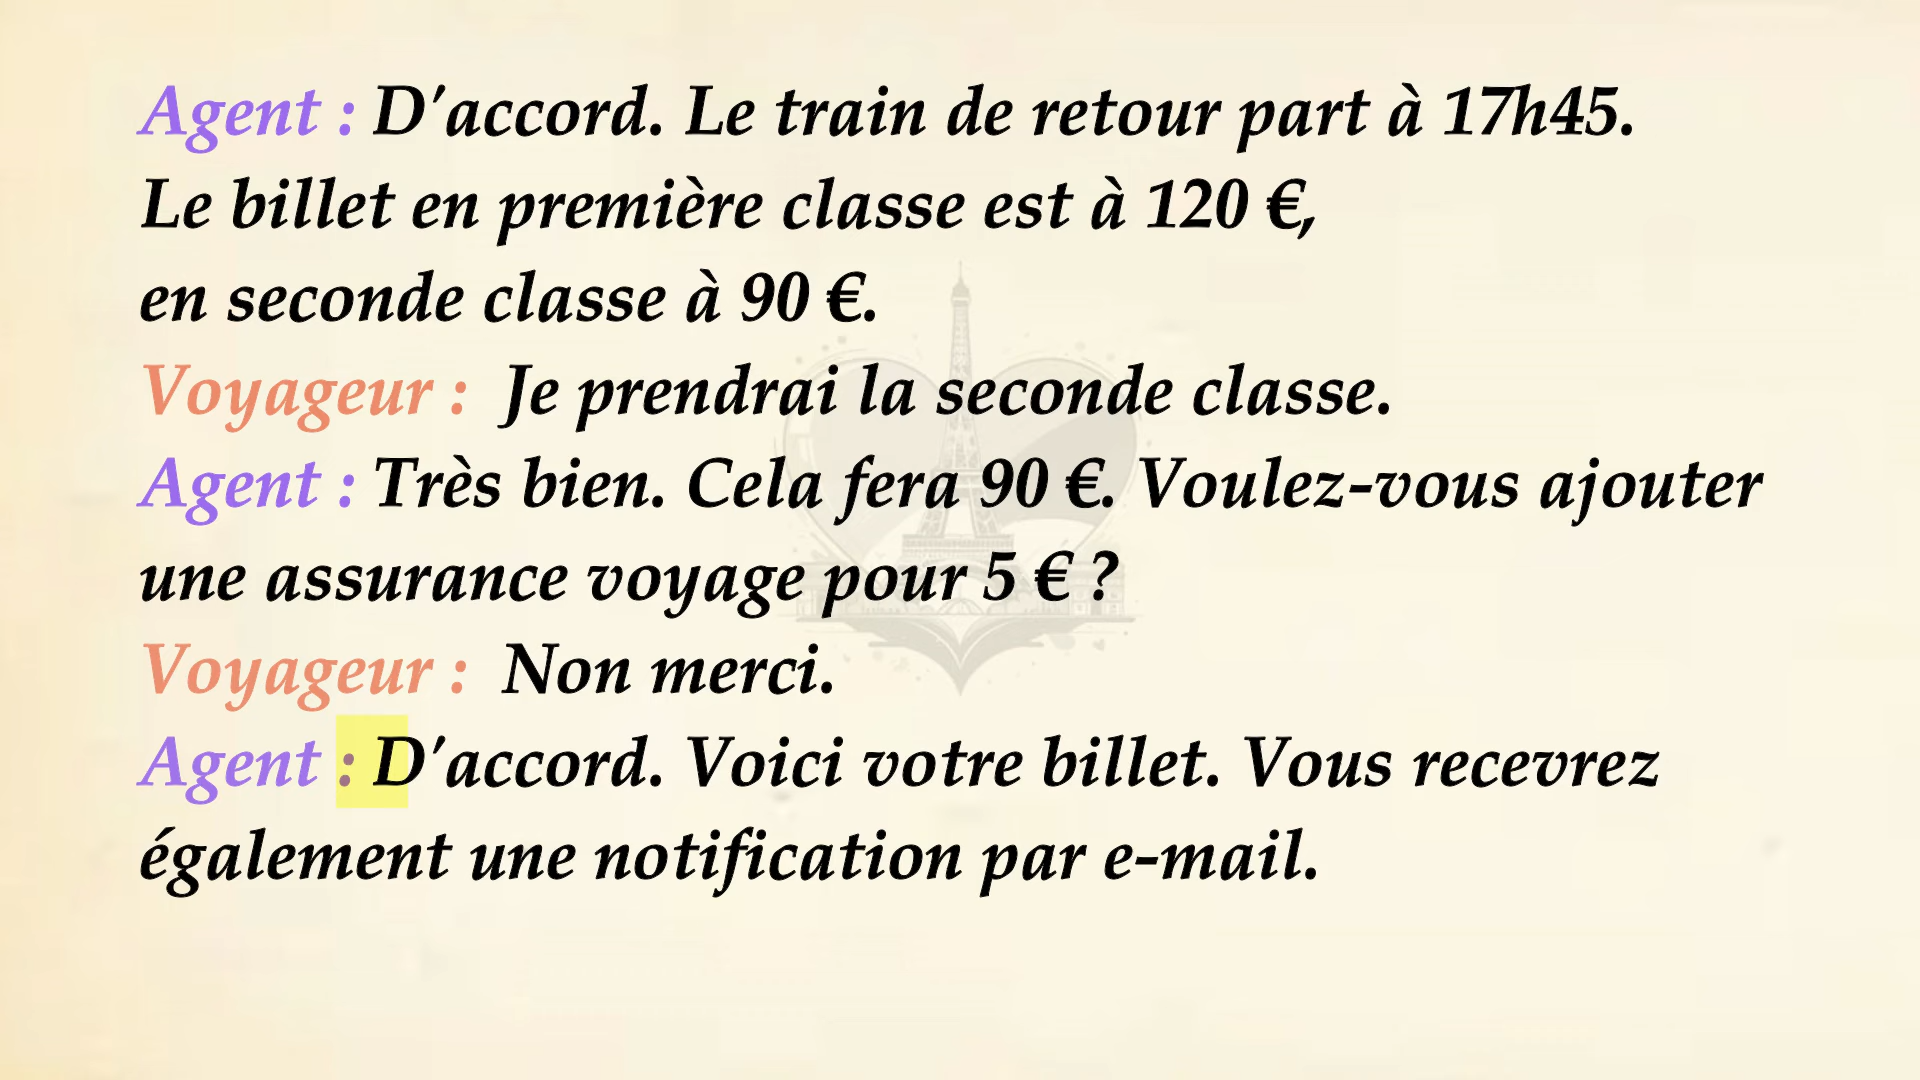 Agent : D'accord. Le train de retour part à 17h45.
Le billet en première classe est à 120 €,
en seconde classe à 90 €.
Voyageur : Je prendrai la seconde classe.
Agent : Très bien. Cela fera 90 €. Voulez-vous ajouter
une assurance voyage pour 5 € ?
Voyageur : Non merci.
Agent : D'accord. Voici votre billet. Vous recevrez
également une notification par e-mail.